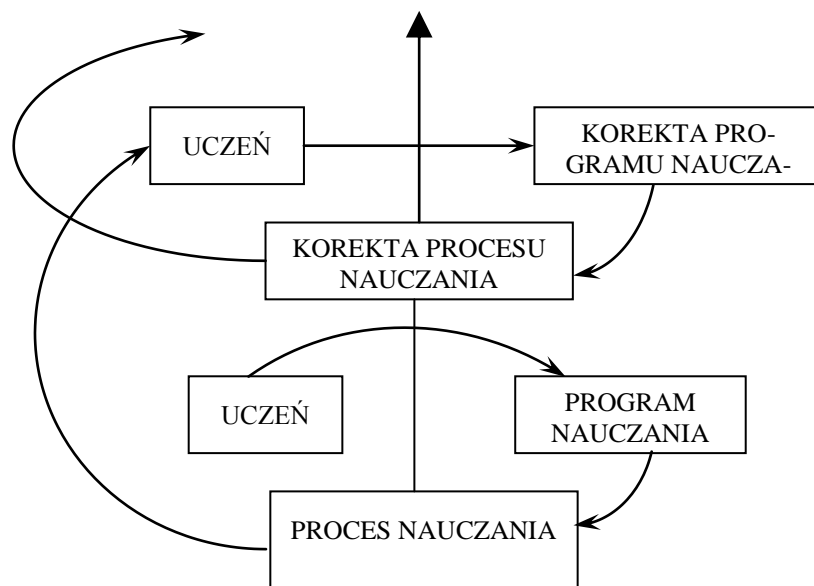 UCZEŃ
KOREKTA PRO-
GRAMU NAUCZA-
KOREKTA PROCESU
NAUCZANIA
UCZEŃ
PROGRAM
NAUCZANIA
PROCES NAUCZANIA